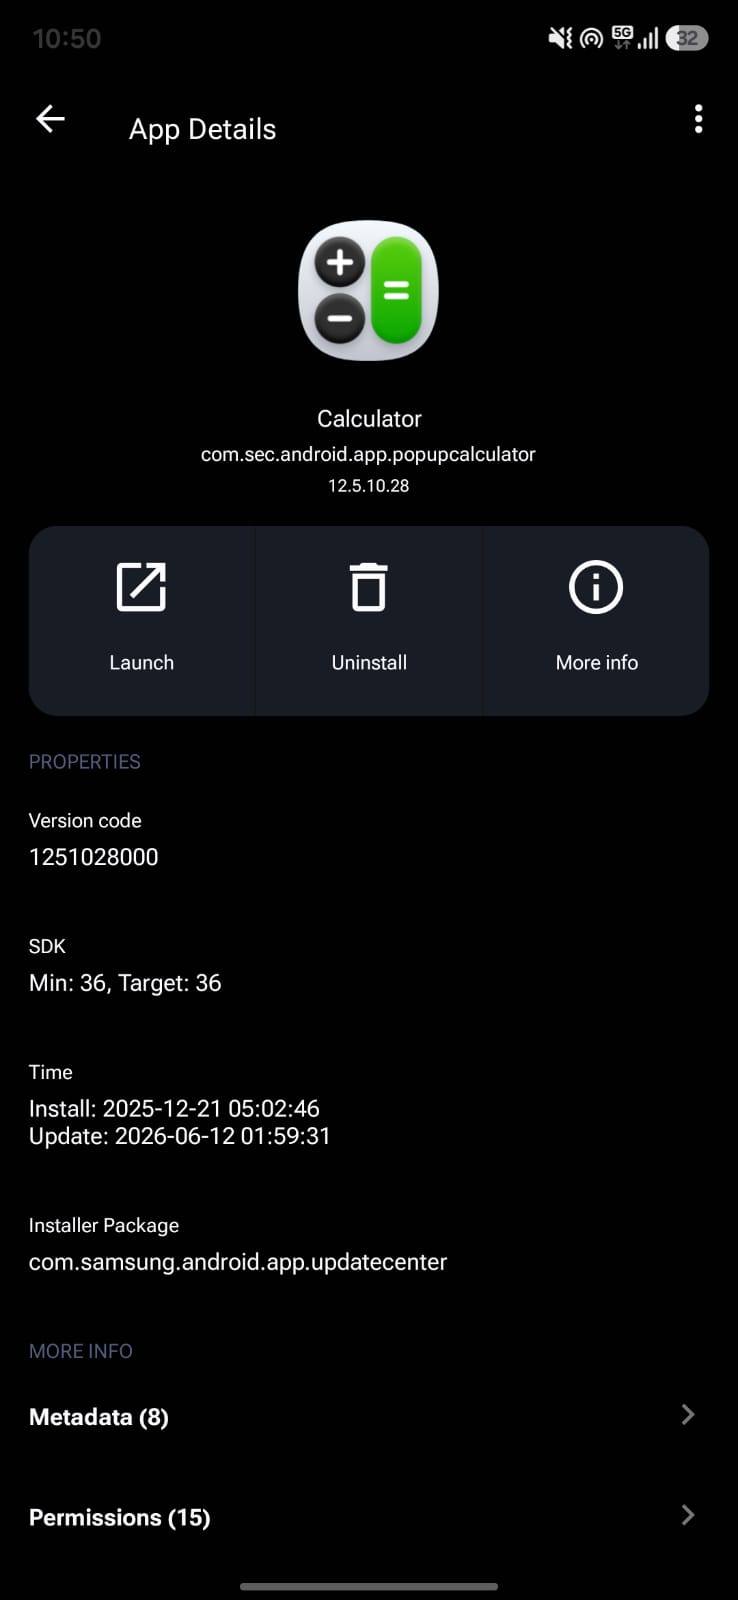 10:50
5G
32
App Details
Calculator
com.sec.android.app.popupcalculator
12.5.10.28
Launch
Uninstall
More info
PROPERTIES
Version code
1251028000
SDK
Min: 36, Target: 36
Time
Install: 2025-12-21 05:02:46
Update: 2026-06-12 01:59:31
Installer Package
com.samsung.android.app.updatecenter
MORE INFO
Metadata (8)
Permissions (15)